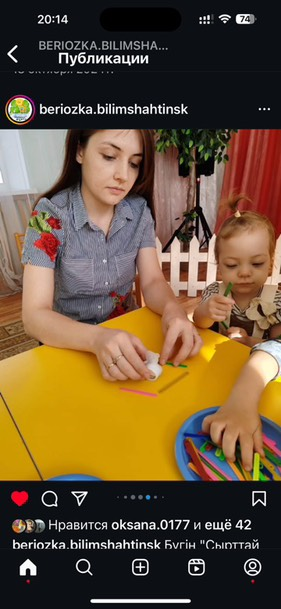 20:14
74
BERIOZKA.BILIMSHA...
Публикации
beriozka.bilimshahtinsk
Нравится oksana.0177 и ещё 42
beriozka.bilimshahtinsk Бүгін "Сырттай